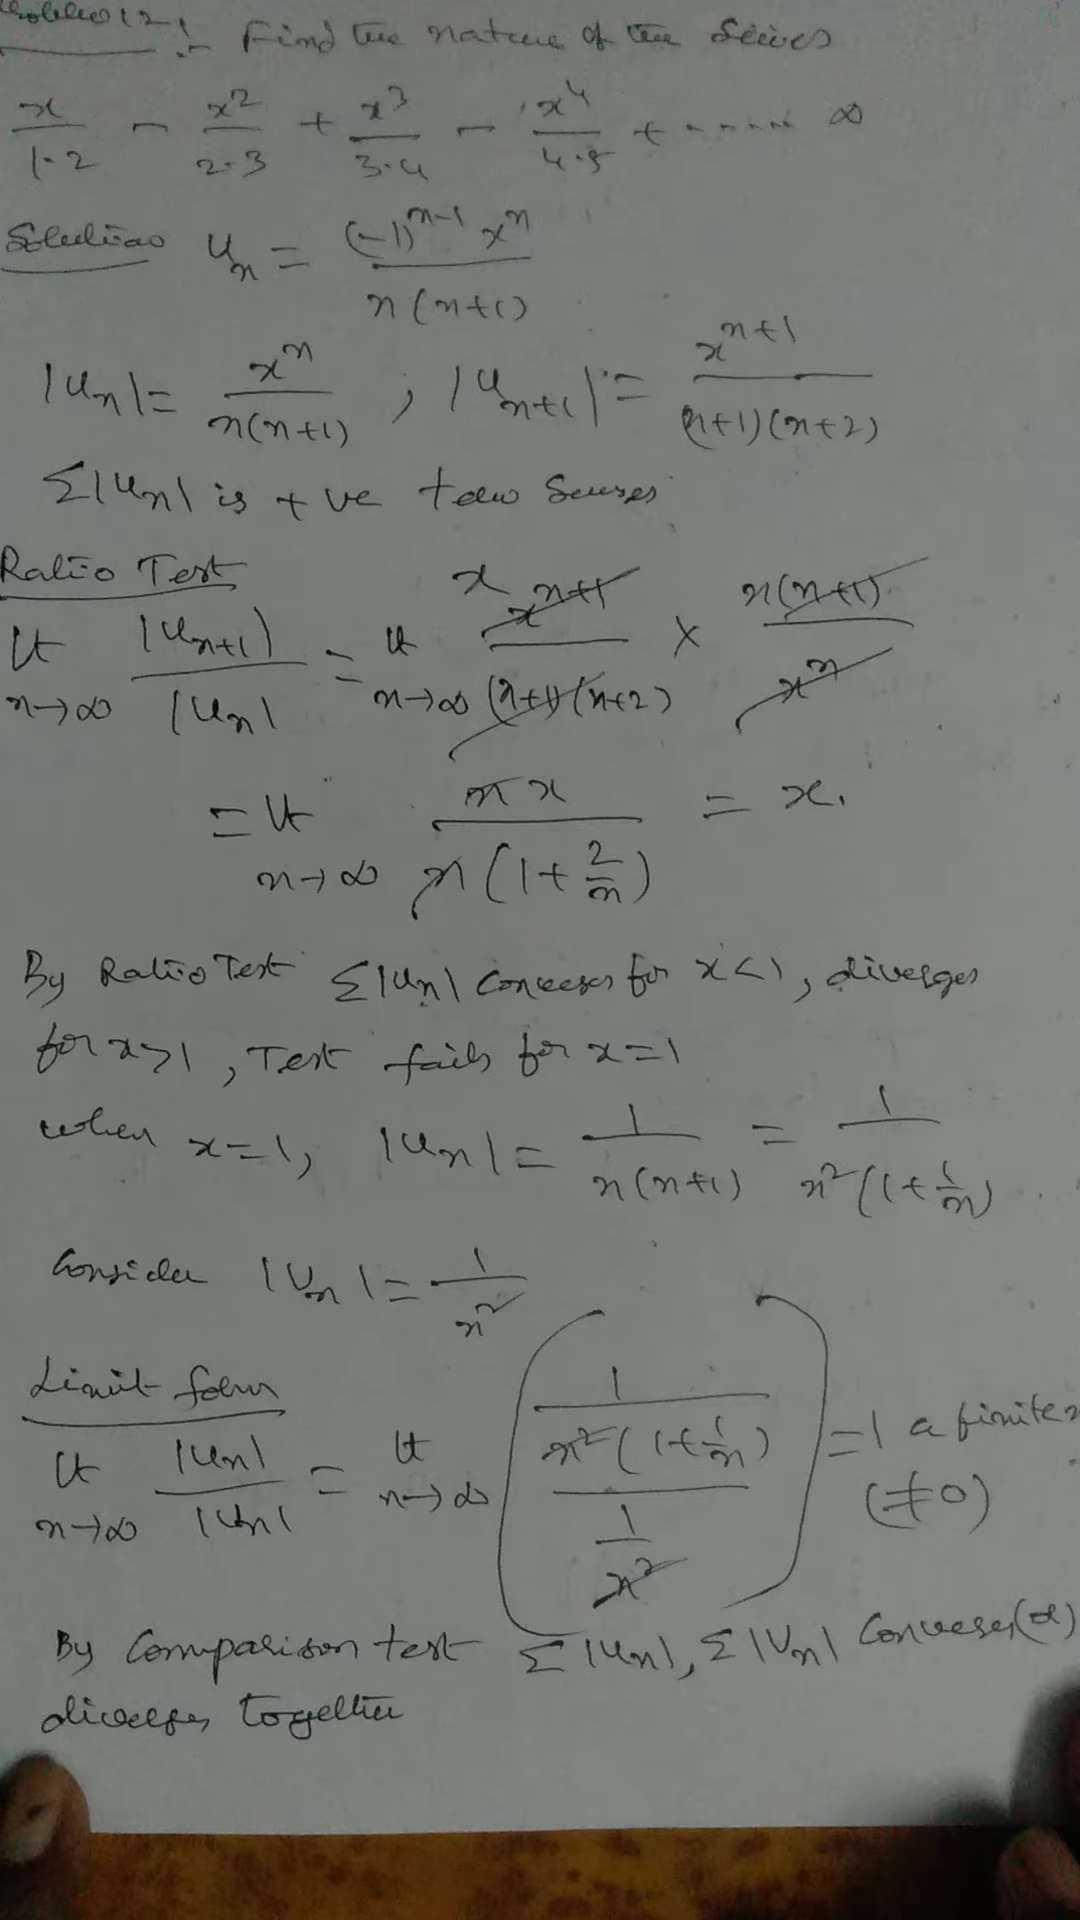 Problem (2) :- Find the nature of the Series
x/1·2 - x²/2·3 + x³/3·4 - x⁴/4·5 + ----- ∞
Solution uₙ = (-1)ⁿ⁻¹ xⁿ / n(n+1)
|uₙ| = xⁿ / n(n+1) , |uₙ₊₁| = xⁿ⁺¹ / (n+1)(n+2)
Σ|uₙ| is +ve term Series
Ratio Test
Lt n→∞ |uₙ₊₁| / |uₙ| = Lt n→∞ x xⁿ⁺¹ / (n+1)(n+2) × n(n+1) / xⁿ
= Lt n→∞ n x / n(1+2/n) = x.
By Ratio Test Σ|uₙ| Converges for x<1, diverges
for x>1, Test fails for x=1
when x=1, |uₙ| = 1 / n(n+1) = 1 / n²(1+1/n)
Consider |Vₙ| = 1/n²
Limit form
Lt n→∞ |uₙ| / |Vₙ| = Lt n→∞ ( 1 / n²(1+1/n) / 1/n² ) = 1 a finite
(≠0)
By Comparison test Σ|uₙ|, Σ|Vₙ| Converges (or)
diverges together